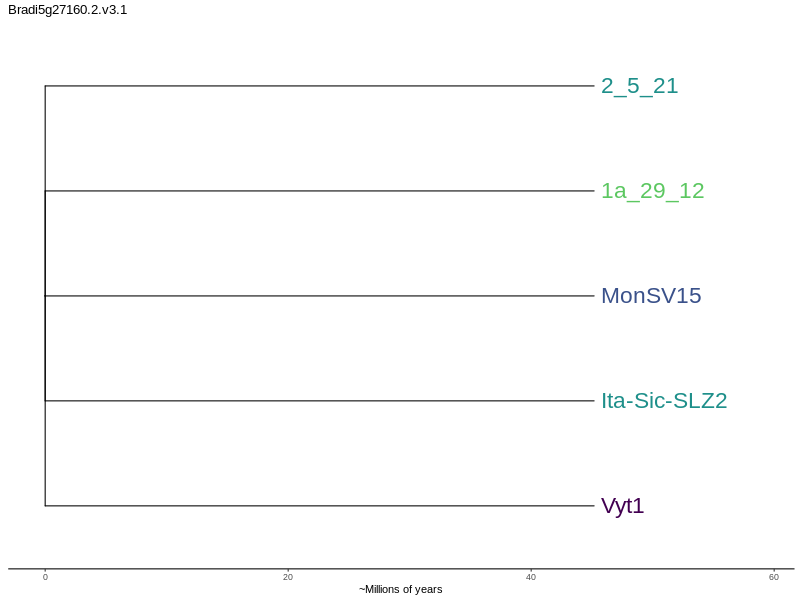 Bradi5g27160.2.v3.1
2_5_21
1a_29_12
MonSV15
Ita-Sic-SLZ2
Vyt1
0 20 40 60
~Millions of years